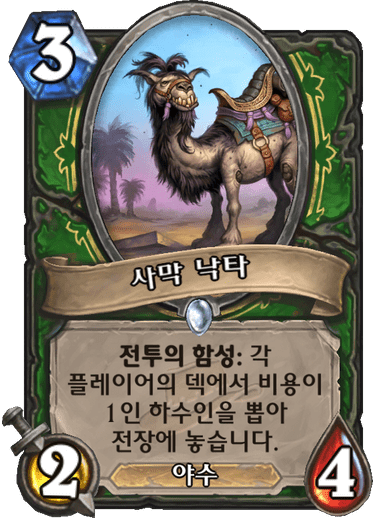 3
사막 낙타
전투의 함성: 각
플레이어의 덱에서 비용이
1인 하수인을 뽑아
전장에 놓습니다.
2
야수
4